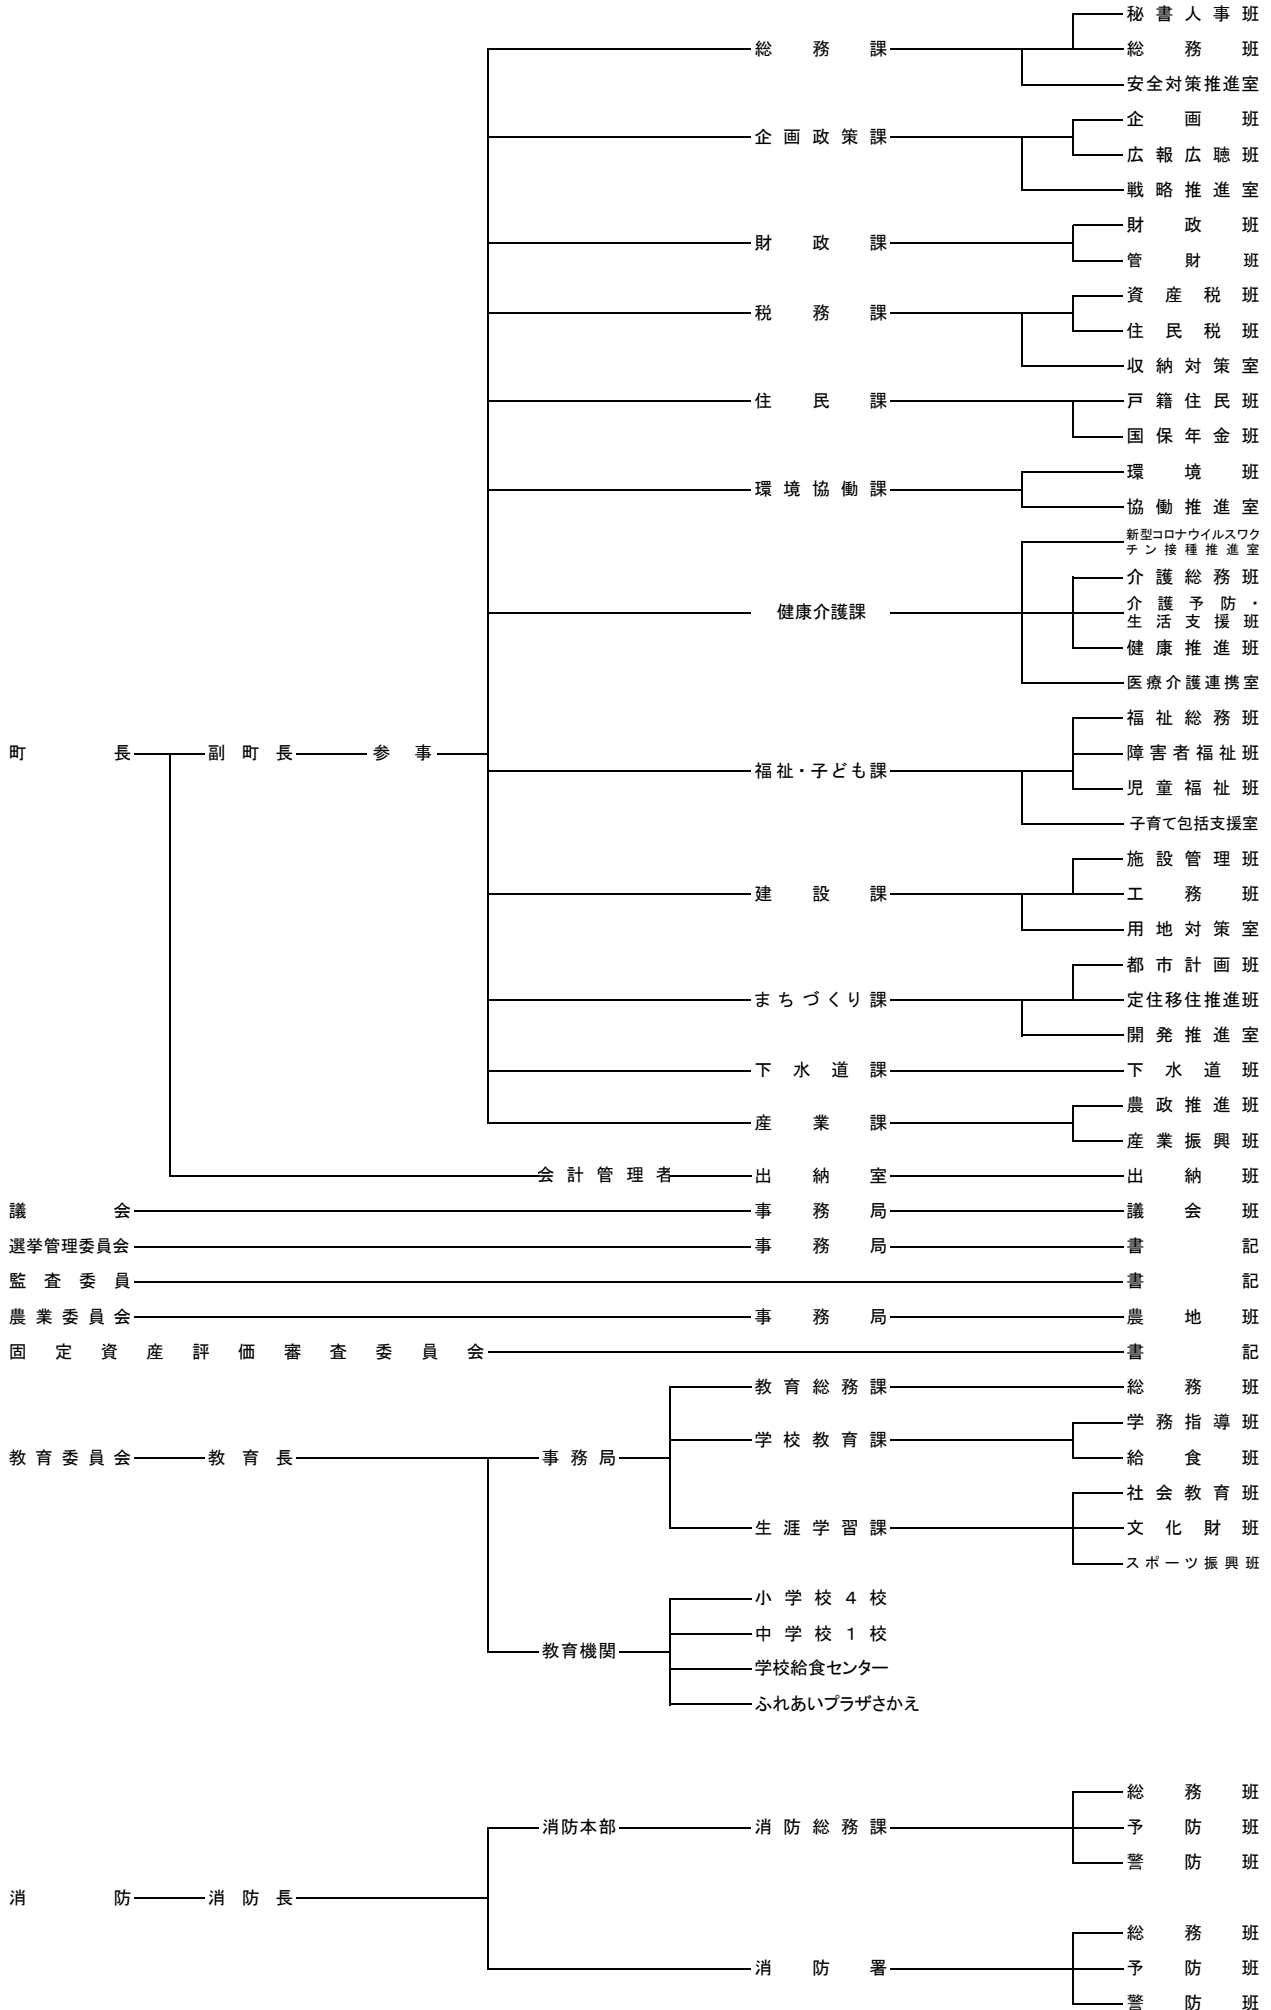 秘書人事班
総務課 総務班
安全対策推進室
企画班
企画政策課
広報広聴班
戦略推進室
財政班
財政課
管財班
資産税班
税務課
住民税班
収納対策室
住民課 戸籍住民班
国保年金班
環境班
環境協働課
協働推進室
新型コロナウイルスワク
チン接種推進室
介護総務班
健康介護課
介護予防・
生活支援班
健康推進班
医療介護連携室
福祉総務班
町長 副町長 参事 障害者福祉班
福祉・子ども課
児童福祉班
子育て包括支援室
施設管理班
建設課 工務班
用地対策室
都市計画班
まちづくり課 定住移住推進班
開発推進室
下水道課 下水道班
農政推進班
産業課
産業振興班
会計管理者 出納室 出納班
議会 事務局 議会班
選挙管理委員会 事務局 書記
監査委員 書記
農業委員会 事務局 農地班
固定資産評価審査委員会 書記
教育総務課 総務班
学務指導班
学校教育課
教育委員会 教育長 事務局 給食班
社会教育班
生涯学習課 文化財班
スポーツ振興班
小学校4校
中学校1校
教育機関
学校給食センター
ふれあいプラザさかえ
総務班
消防本部 消防総務課 予防班
警防班
消防 消防長
総務班
消防署 予防班
警防班